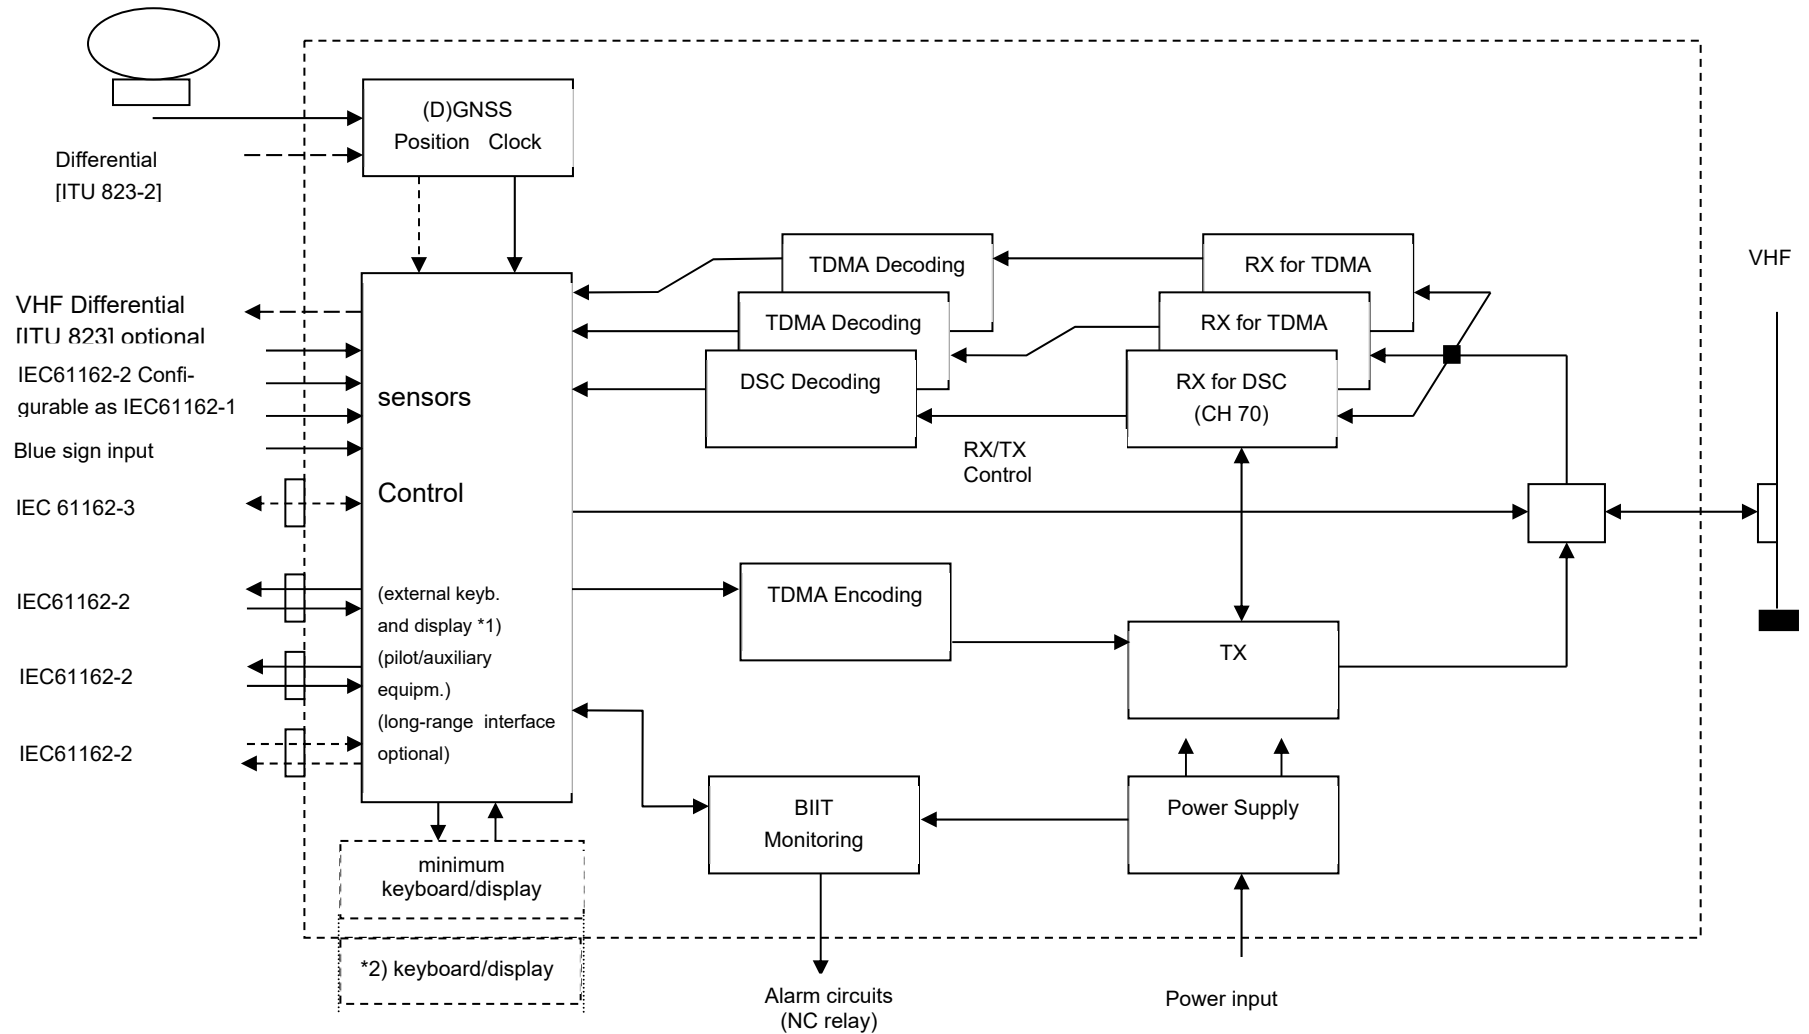 (D)GNSS
Position Clock
Differential
[ITU 823-2]
VHF
TDMA Decoding
RX for TDMA
VHF Differential
[ITU 823] optional
TDMA Decoding
RX for TDMA
IEC61162-2 Confi-
gurable as IEC61162-1
sensors
DSC Decoding
RX for DSC
(CH 70)
Blue sign input
RX/TX
Control
Control
IEC 61162-3
IEC61162-2
(external keyb.
and display *1)
TDMA Encoding
(pilot/auxiliary
equipm.)
IEC61162-2
TX
(long-range interface
optional)
IEC61162-2
BIIT
Monitoring
Power Supply
minimum
keyboard/display
*2) keyboard/display
Alarm circuits
(NC relay)
Power input